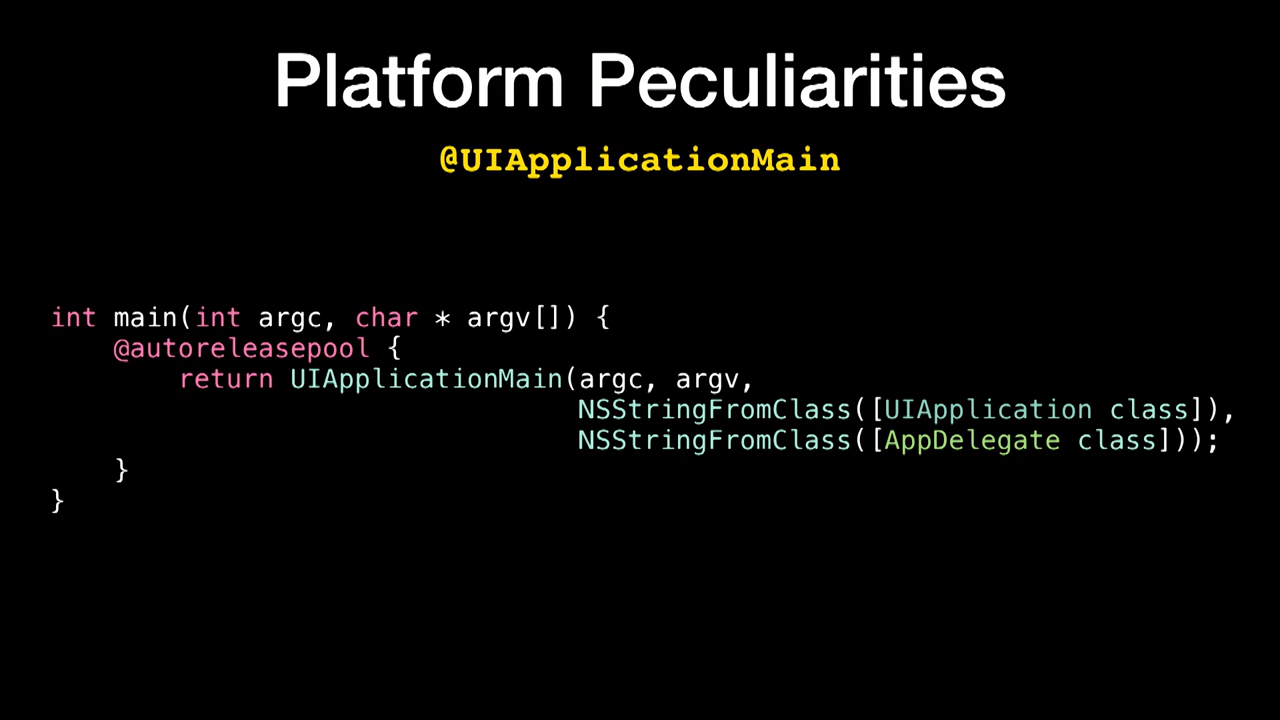 Platform Peculiarities
@UIApplicationMain
int main(int argc, char * argv[]) {
    @autoreleasepool {
        return UIApplicationMain(argc, argv,
                                 NSStringFromClass([UIApplication class]),
                                 NSStringFromClass([AppDelegate class]));
    }
}